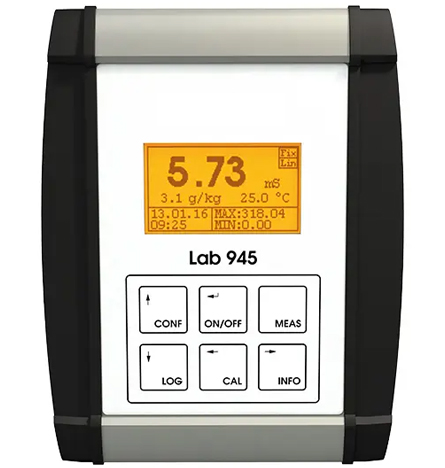 Fix
5.73 mS Lin
3.1 g/kg 25.0 °C
13.01.16 MAX:318.04
09:25 MIN:0.00
Lab 945
↑ ↵
CONF ON/OFF MEAS
↓ ← →
LOG CAL INFO